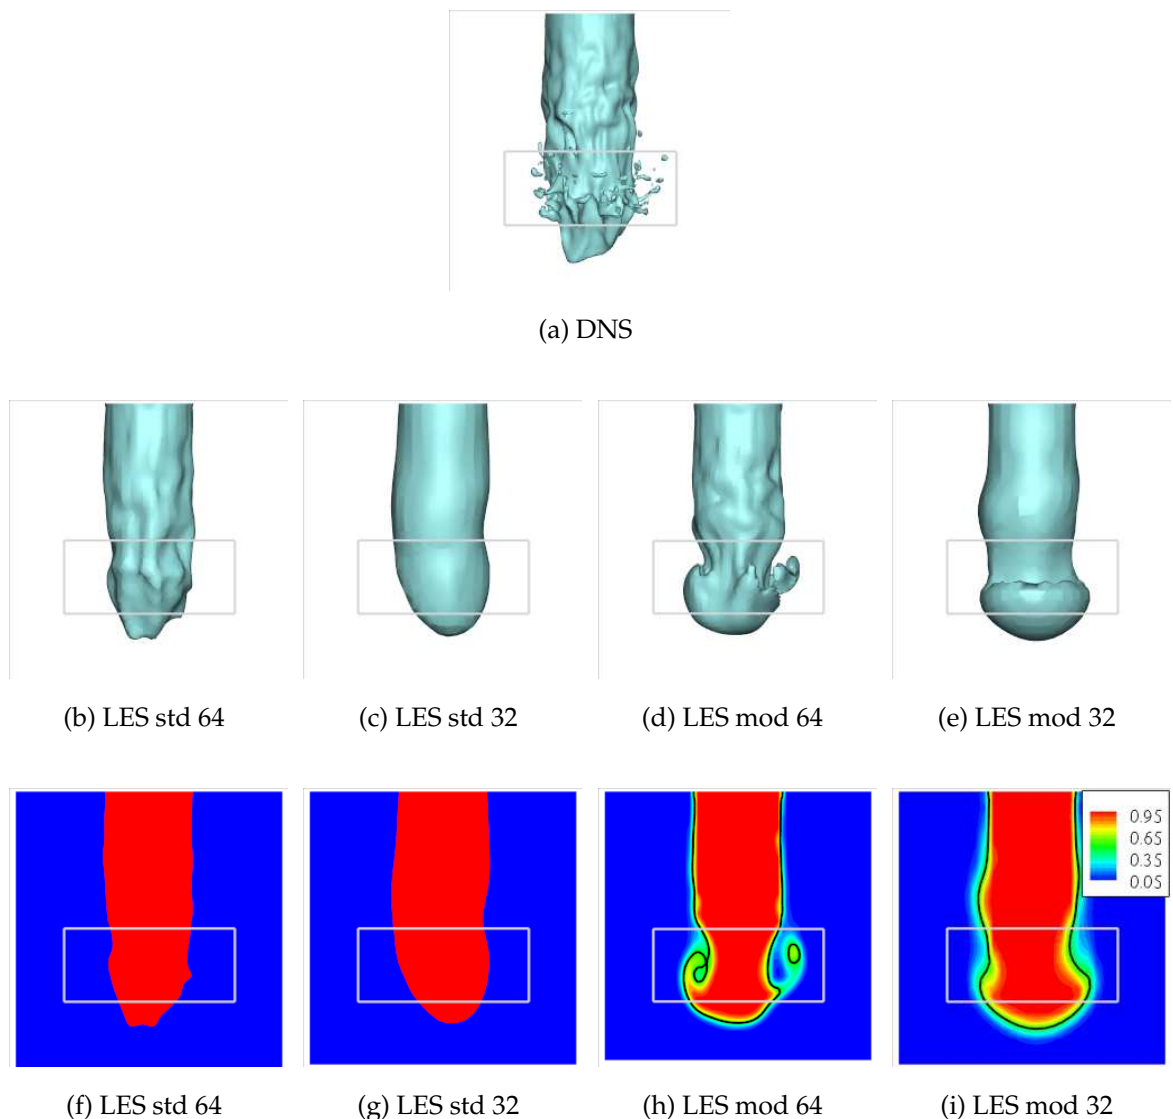 (a) DNS
(b) LES std 64
(c) LES std 32
(d) LES mod 64
(e) LES mod 32
0.95
0.65
0.35
0.05
(f) LES std 64
(g) LES std 32
(h) LES mod 64
(i) LES mod 32